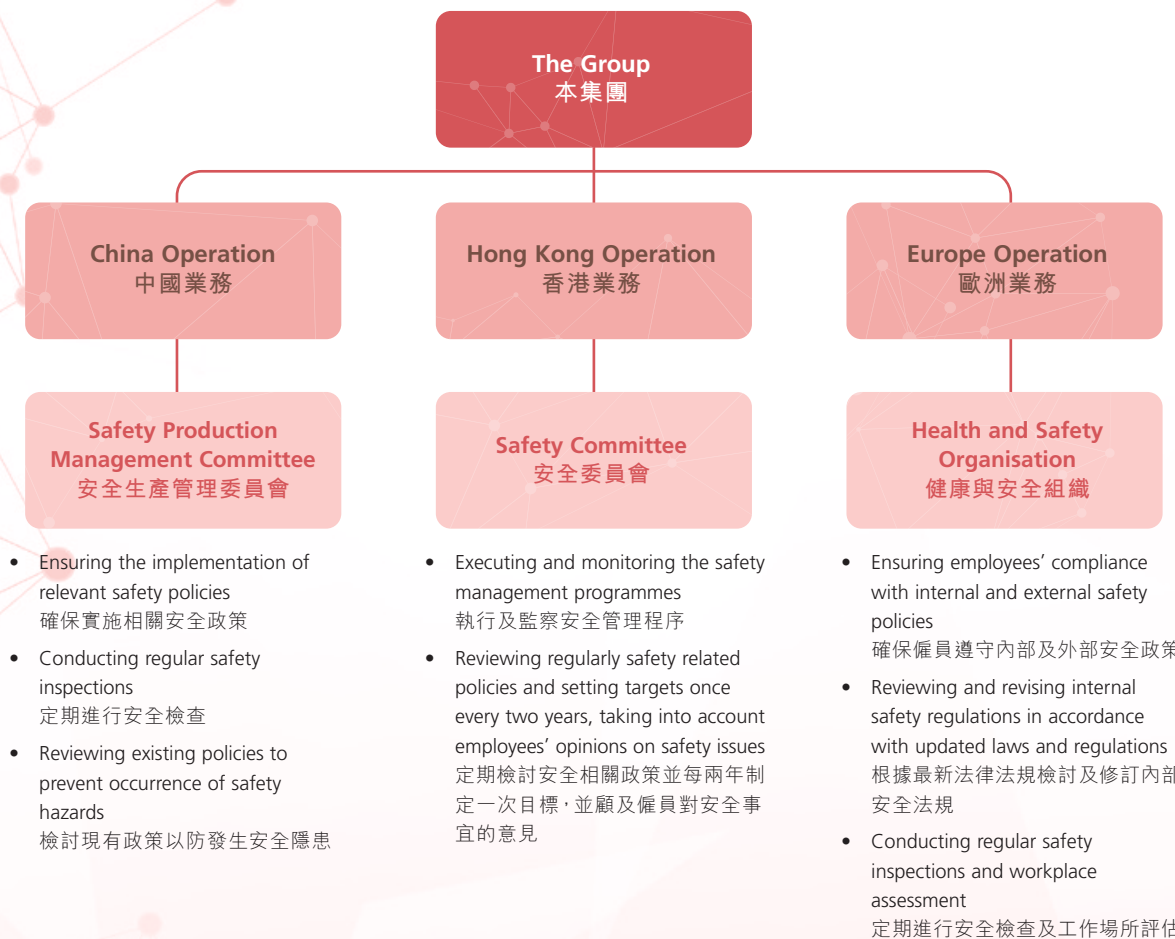 The Group
本集團
China Operation
中國業務
Hong Kong Operation
香港業務
Europe Operation
歐洲業務
Safety Production
Management Committee
安全生產管理委員會
Safety Committee
安全委員會
Health and Safety
Organisation
健康與安全組織
• Ensuring the implementation of
relevant safety policies
確保實施相關安全政策
• Conducting regular safety
inspections
定期進行安全檢查
• Reviewing existing policies to
prevent occurrence of safety
hazards
檢討現有政策以防發生安全隱患
• Executing and monitoring the safety
management programmes
執行及監察安全管理程序
• Reviewing regularly safety related
policies and setting targets once
every two years, taking into account
employees’ opinions on safety issues
定期檢討安全相關政策並每兩年制
定一次目標，並顧及僱員對安全事
宜的意見
• Ensuring employees’ compliance
with internal and external safety
policies
確保僱員遵守內部及外部安全政策
• Reviewing and revising internal
safety regulations in accordance
with updated laws and regulations
根據最新法律法規檢討及修訂內部
安全法規
• Conducting regular safety
inspections and workplace
assessment
定期進行安全檢查及工作場所評估